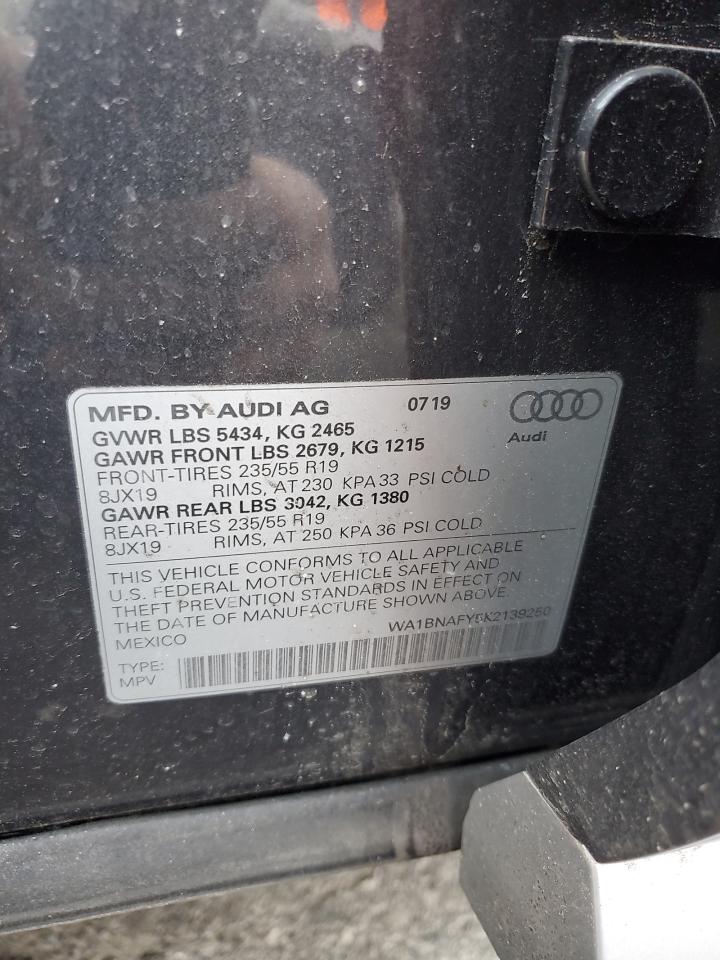 MFD. BY AUDI AG 0719
Audi
GVWR LBS 5434, KG 2465
GAWR FRONT LBS 2679, KG 1215
FRONT-TIRES 235/55 R19
8JX19 RIMS, AT 230 KPA 33 PSI COLD
GAWR REAR LBS 3042, KG 1380
REAR-TIRES 235/55 R19
8JX19 RIMS, AT 250 KPA 36 PSI COLD
THIS VEHICLE CONFORMS TO ALL APPLICABLE
U.S. FEDERAL MOTOR VEHICLE SAFETY AND
THEFT PREVENTION STANDARDS IN EFFECT ON
THE DATE OF MANUFACTURE SHOWN ABOVE.
MEXICO WA1BNAFY5K2139250
TYPE:
MPV